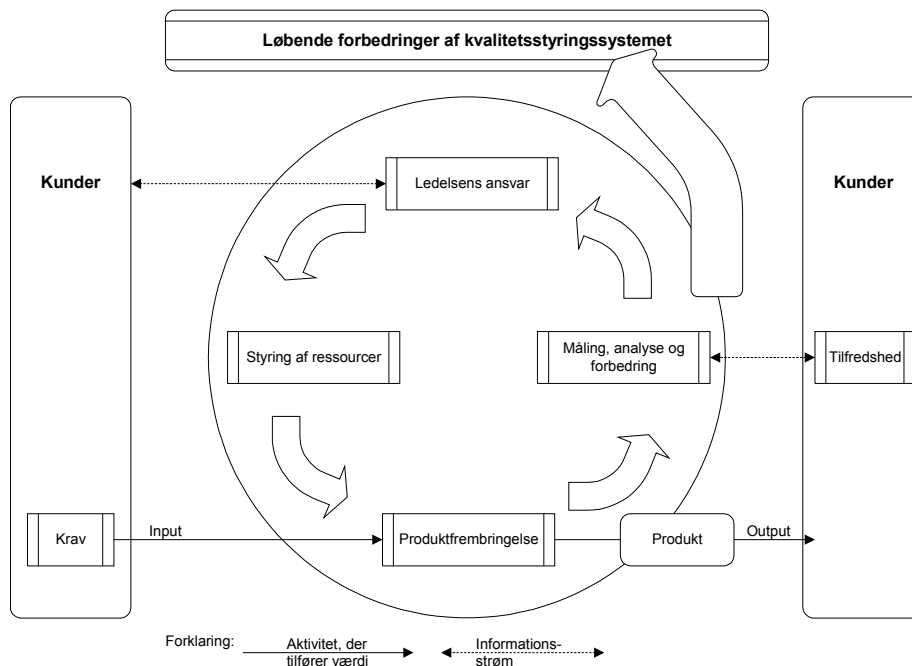 Løbende forbedringer af kvalitetsstyringssystemet
Kunder
Ledelsens ansvar
Kunder
Styring af ressourcer
Måling, analyse og
forbedring
Tilfredshed
Krav
Input
Produktfrembringelse
Produkt
Output
Forklaring:
Aktivitet, der
tilfører værdi
Informations-
strøm